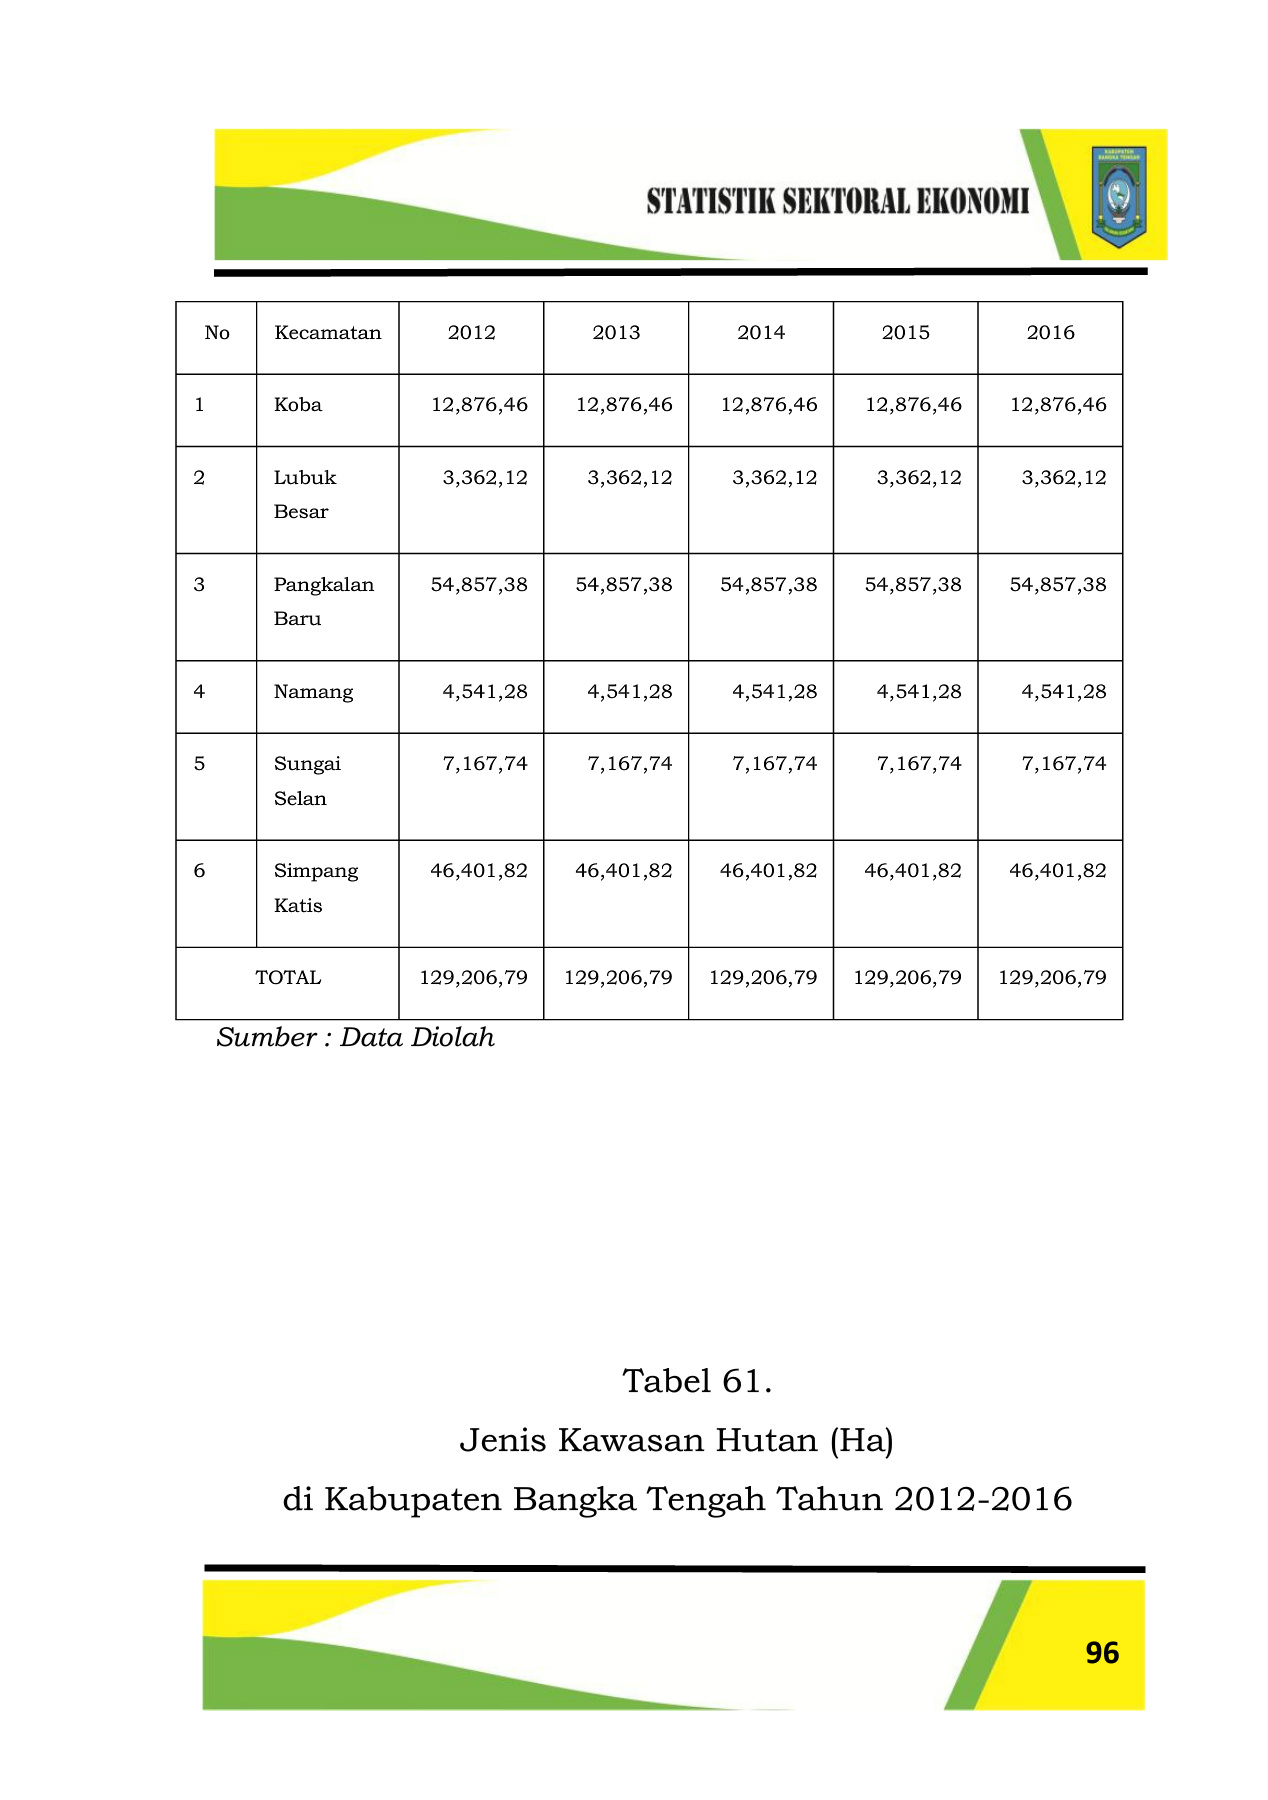 KABUPATEN
BANGKA TENGAH
STATISTIK SEKTORAL EKONOMI
No Kecamatan 2012 2013 2014 2015 2016
1 Koba 12,876,46 12,876,46 12,876,46 12,876,46 12,876,46
2 Lubuk 3,362,12 3,362,12 3,362,12 3,362,12 3,362,12
Besar
3 Pangkalan 54,857,38 54,857,38 54,857,38 54,857,38 54,857,38
Baru
4 Namang 4,541,28 4,541,28 4,541,28 4,541,28 4,541,28
5 Sungai 7,167,74 7,167,74 7,167,74 7,167,74 7,167,74
Selan
6 Simpang 46,401,82 46,401,82 46,401,82 46,401,82 46,401,82
Katis
TOTAL 129,206,79 129,206,79 129,206,79 129,206,79 129,206,79
Sumber : Data Diolah
Tabel 61.
Jenis Kawasan Hutan (Ha)
di Kabupaten Bangka Tengah Tahun 2012-2016
96